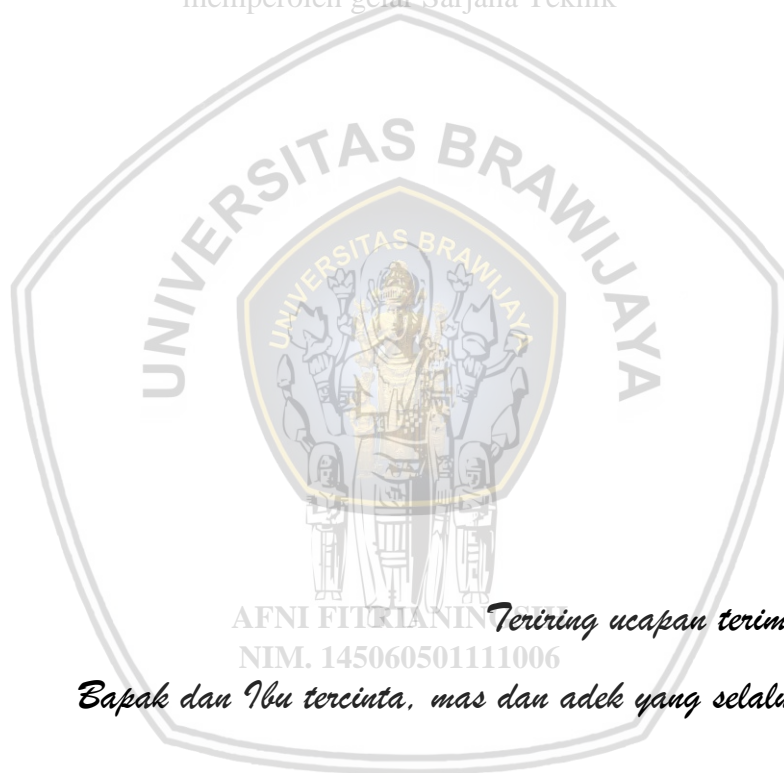 memperoleh gelar Sarjana Teknik
UNIVERSITAS BRAWIJAYA
UNIVERSITAS BRAWIJAYA
AFNI
Teriring ucapan terim
NIM. 145060501111006
Bapak dan Ibu tercinta, mas dan adek yang selalu